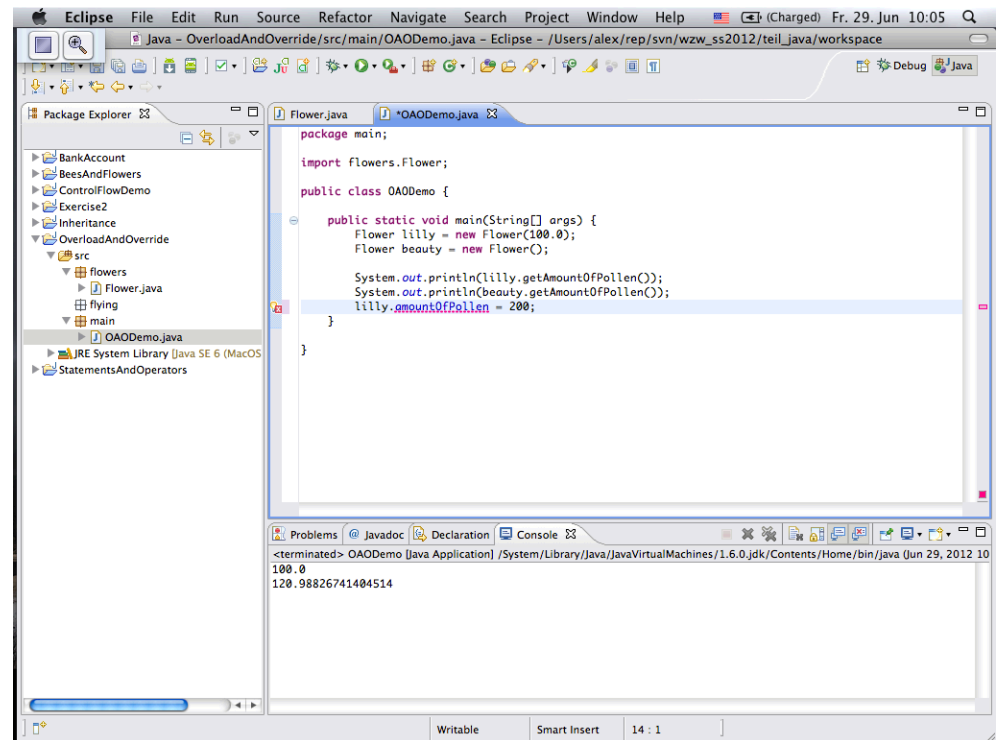 Eclipse File Edit Run Source Refactor Navigate Search Project Window Help (Charged) Fr. 29. Jun 10:05
Java – OverloadAndOverride/src/main/OAODemo.java – Eclipse – /Users/alex/rep/svn/wzw_ss2012/teil_java/workspace
Debug Java
Package Explorer
BankAccount
BeesAndFlowers
ControlFlowDemo
Exercise2
Inheritance
OverloadAndOverride
src
flowers
Flower.java
flying
main
OAODemo.java
JRE System Library [Java SE 6 (MacOS
StatementsAndOperators
Flower.java *OAODemo.java
package main;
import flowers.Flower;
public class OAODemo {
public static void main(String[] args) {
Flower lilly = new Flower(100.0);
Flower beauty = new Flower();
System.out.println(lilly.getAmountOfPollen());
System.out.println(beauty.getAmountOfPollen());
lilly.amountOfPollen = 200;
}
}
Problems @ Javadoc Declaration Console
<terminated> OAODemo [Java Application] /System/Library/Java/JavaVirtualMachines/1.6.0.jdk/Contents/Home/bin/java (Jun 29, 2012 10
100.0
120.98826741404514
Writable Smart Insert 14 : 1